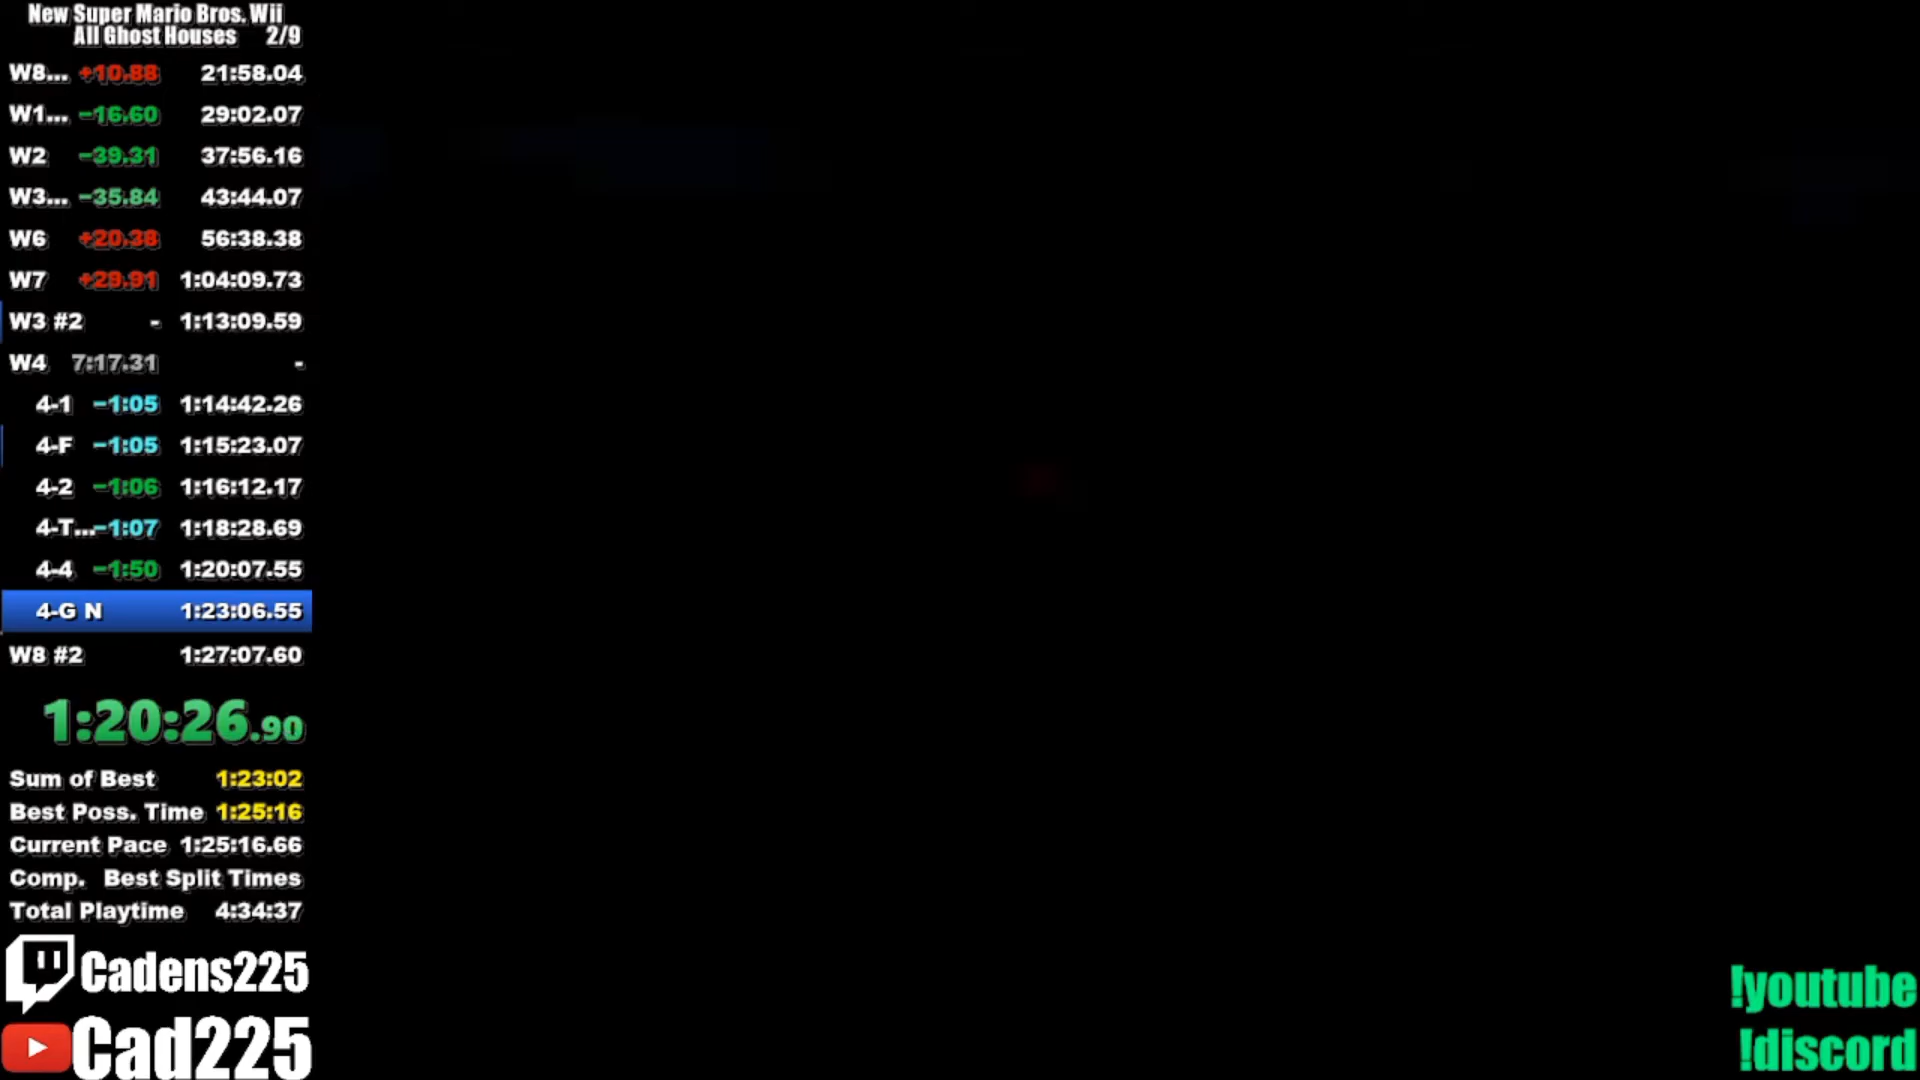 New Super Mario Bros. Wii
All Ghost Houses 2/9
W8... +10.88 21:58.04
W1... -16.60 29:02.07
W2 -39.31 37:56.16
W3... -35.84 43:44.07
W6 +20.38 56:38.38
W7 +29.91 1:04:09.73
W3 #2 - 1:13:09.59
W4 7:17.31 -
4-1 -1:05 1:14:42.26
4-F -1:05 1:15:23.07
4-2 -1:06 1:16:12.17
4-T... -1:07 1:18:28.69
4-4 -1:50 1:20:07.55
4-G N 1:23:06.55
W8 #2 1:27:07.60
1:20:26.90
Sum of Best 1:23:02
Best Poss. Time 1:25:16
Current Pace 1:25:16.66
Comp. Best Split Times
Total Playtime 4:34:37
Cadens225
Cad225
!youtube
!discord